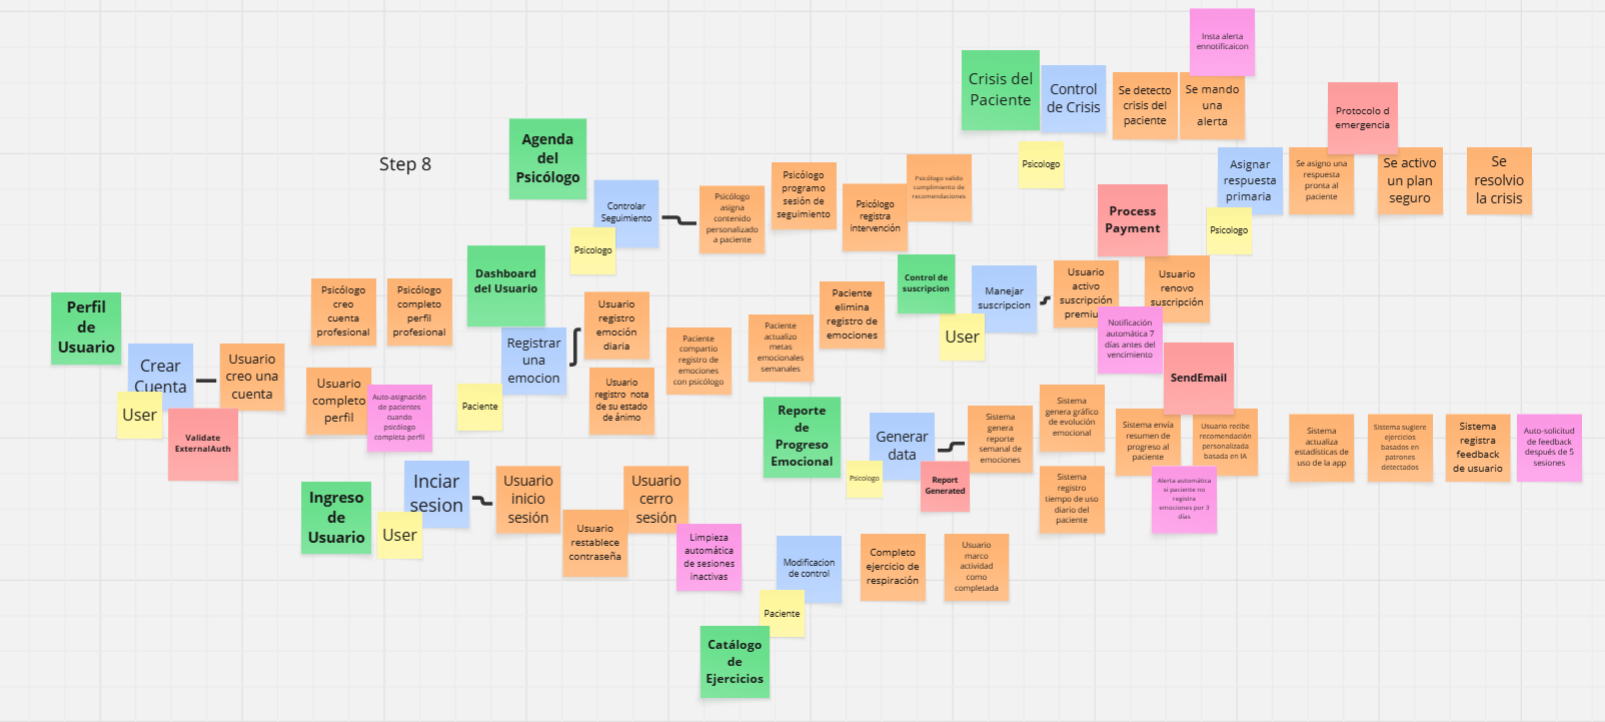 Insta alerta
ennotificaicon
Crisis del
Paciente
Control
de Crisis
Se detecto
crisis del
paciente
Se mando
una
alerta
Protocolo d
emergencia
Psicologo
Asignar
respuesta
primaria
Psicologo
Se asigno una
respuesta
pronta al
paciente
Se activo
un plan
seguro
Se
resolvio
la crisis
Step 8
Agenda
del
Psicólogo
Controlar
Seguimiento
Psicologo
Psicólogo
asigna
contenido
personalizado
a paciente
Psicólogo
programo
sesión de
seguimiento
Psicólogo
registra
intervención
Psicólogo valido
cumplimiento de
recomendaciones
Process
Payment
Control de
suscripcion
Manejar
suscripcion
User
Usuario
activo
suscripción
premiu
Usuario
renovo
suscripción
Notificación
automática 7
días antes del
vencimiento
Dashboard
del Usuario
Registrar
una
emocion
Paciente
Usuario
registro
emoción
diaria
Usuario
registro nota
de su estado
de ánimo
Paciente
compartio
registro de
emociones
con psicólogo
Paciente
actualizo
metas
emocionales
semanales
Paciente
elimina
registro de
emociones
Perfil
de
Usuario
Crear
Cuenta
User
Validate
ExternalAuth
Usuario
creo una
cuenta
Psicólogo
creo
cuenta
profesional
Psicólogo
completo
perfil
profesional
Usuario
completo
perfil
Auto-asignación
de pacientes
cuando
psicólogo
completa perfil
SendEmail
Reporte
de
Progreso
Emocional
Generar
data
Psicologo
Report
Generated
Sistema
genera
reporte
semanal de
emociones
Sistema
genera gráfico
de evolución
emocional
Sistema
registro
tiempo de uso
diario del
paciente
Sistema envía
resumen de
progreso al
paciente
Usuario recibe
recomendación
personalizada
basada en IA
Alerta automática
si paciente no
registra
emociones por 3
días
Sistema
actualiza
estadísticas de
uso de la app
Sistema sugiere
ejercicios
basados en
patrones
detectados
Sistema
registra
feedback
de usuario
Auto-solicitud
de feedback
después de 5
sesiones
Ingreso
de
Usuario
Inciar
sesion
User
Usuario
inicio
sesión
Usuario
restablece
contraseña
Usuario
cerro
sesión
Limpieza
automática
de sesiones
inactivas
Modificacion
de control
Paciente
Catálogo
de
Ejercicios
Completo
ejercicio de
respiración
Usuario
marco
actividad
como
completada